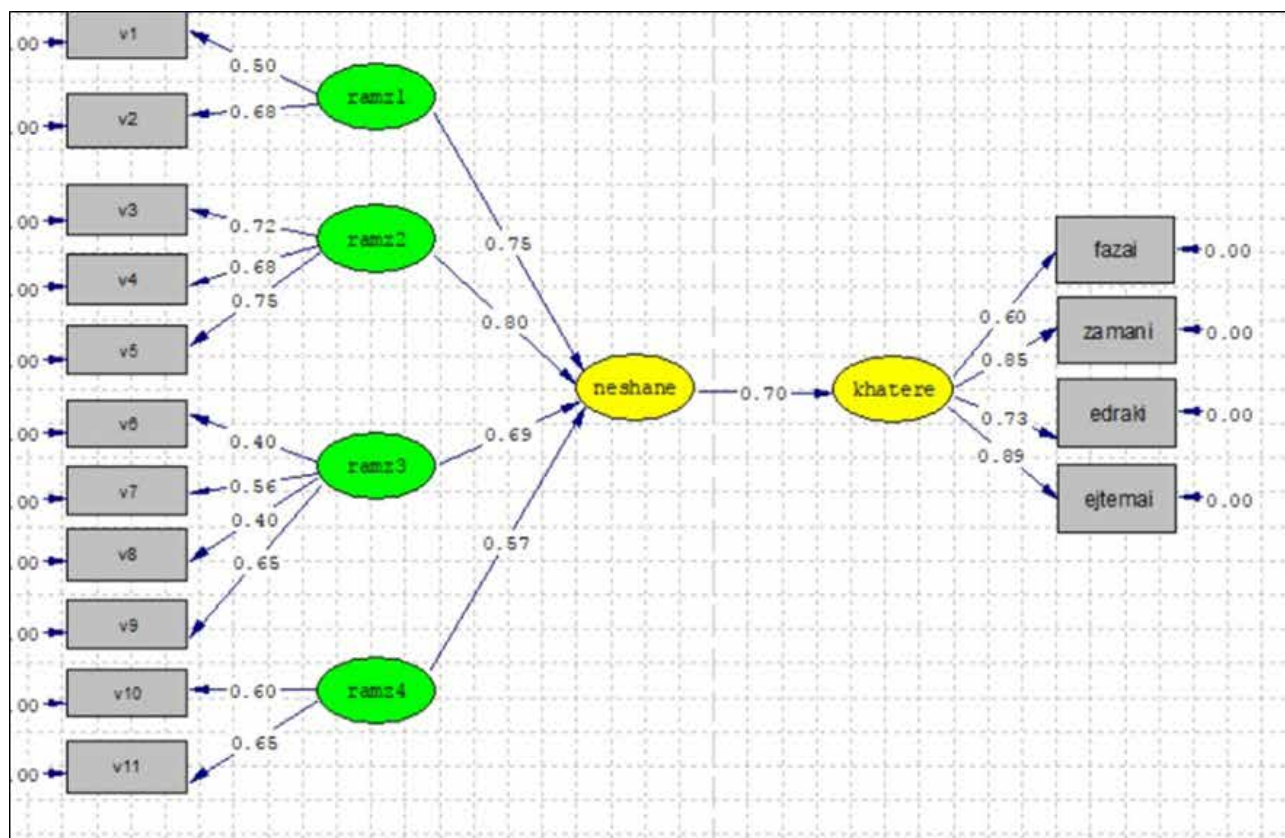 v1
.00
0.50
ramz1
v2
.00
0.68
v3
.00
0.72
ramz2
0.75
fazai
0.00
v4
.00
0.68
0.75
0.80
0.60
zamani
0.00
v5
.00
0.85
neshane
0.70
khatere
v6
.00
0.40
0.69
0.73
edraki
0.00
ramz3
0.89
v7
.00
0.56
ejtemai
0.00
0.40
v8
.00
0.65
0.57
v9
.00
v10
.00
0.60
ramz4
0.65
v11
.00